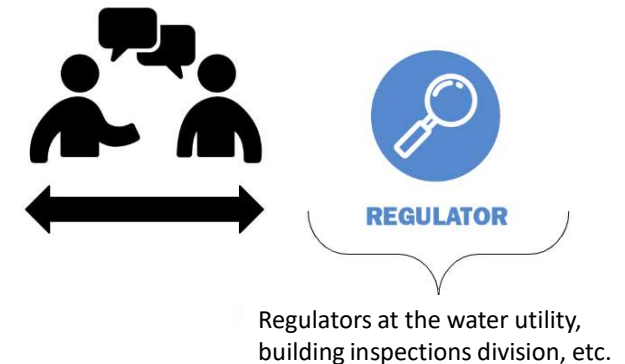 REGULATOR
Regulators at the water utility,
building inspections division, etc.